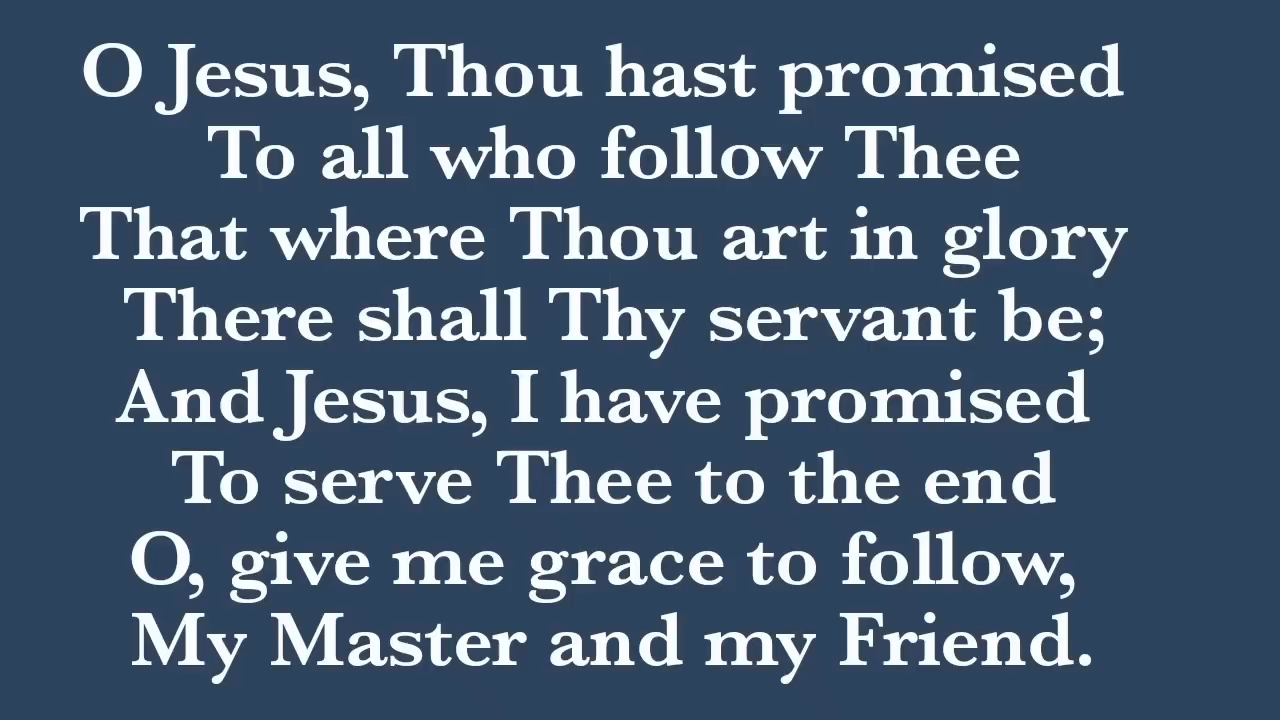 O Jesus, Thou hast promised
To all who follow Thee
That where Thou art in glory
There shall Thy servant be;
And Jesus, I have promised
To serve Thee to the end
O, give me grace to follow,
My Master and my Friend.